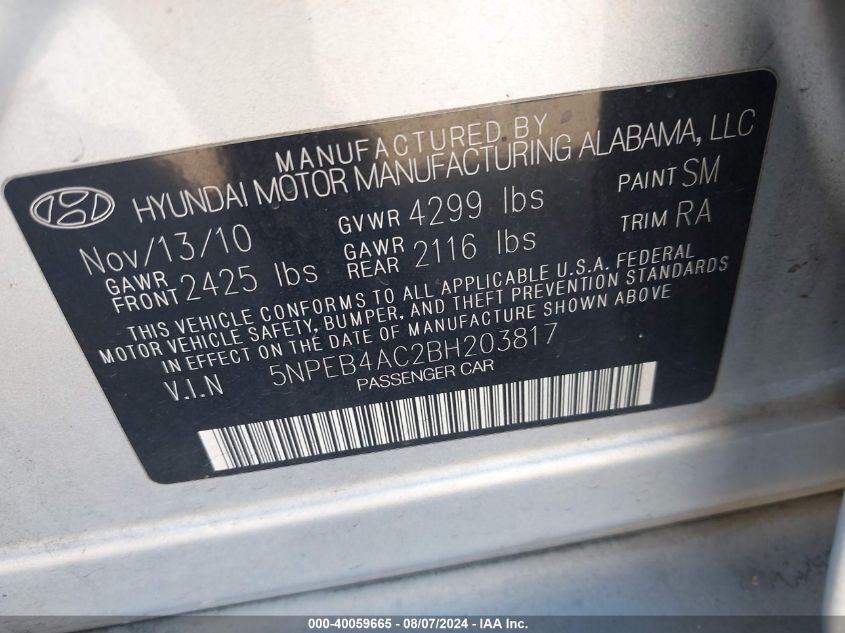 MANUFACTURED BY
HYUNDAI MOTOR MANUFACTURING ALABAMA, LLC
Nov/13/10 GVWR 4299 lbs PAINT SM
GAWR FRONT 2425 lbs GAWR REAR 2116 lbs TRIM RA
THIS VEHICLE CONFORMS TO ALL APPLICABLE U.S.A. FEDERAL
MOTOR VEHICLE SAFETY, BUMPER, AND THEFT PREVENTION STANDARDS
IN EFFECT ON THE DATE OF MANUFACTURE SHOWN ABOVE
V.I.N 5NPEB4AC2BH203817
PASSENGER CAR
000-40059665 - 08/07/2024 - IAA Inc.